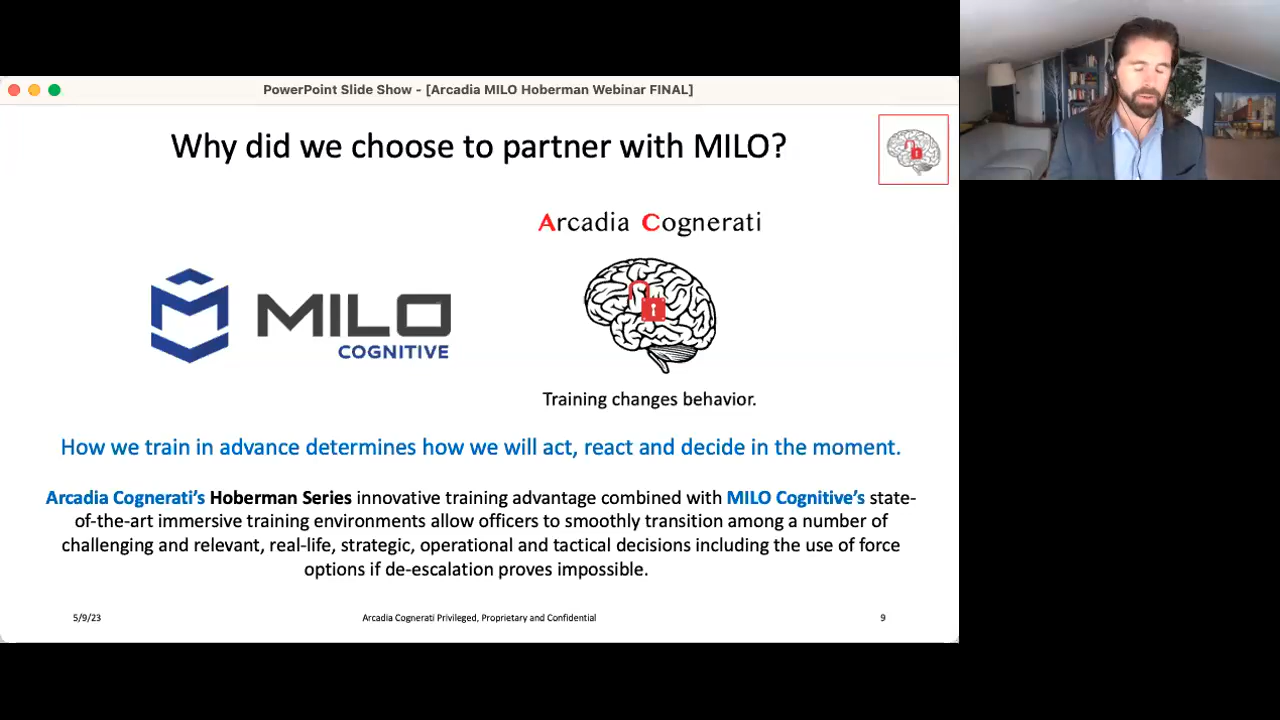 PowerPoint Slide Show - [Arcadia MILO Hoberman Webinar FINAL]
Why did we choose to partner with MILO?
Arcadia Cognerati
MILO
COGNITIVE
Training changes behavior.
How we train in advance determines how we will act, react and decide in the moment.
Arcadia Cognerati’s Hoberman Series innovative training advantage combined with MILO Cognitive’s state-
of-the-art immersive training environments allow officers to smoothly transition among a number of
challenging and relevant, real-life, strategic, operational and tactical decisions including the use of force
options if de-escalation proves impossible.
5/9/23
Arcadia Cognerati Privileged, Proprietary and Confidential
9